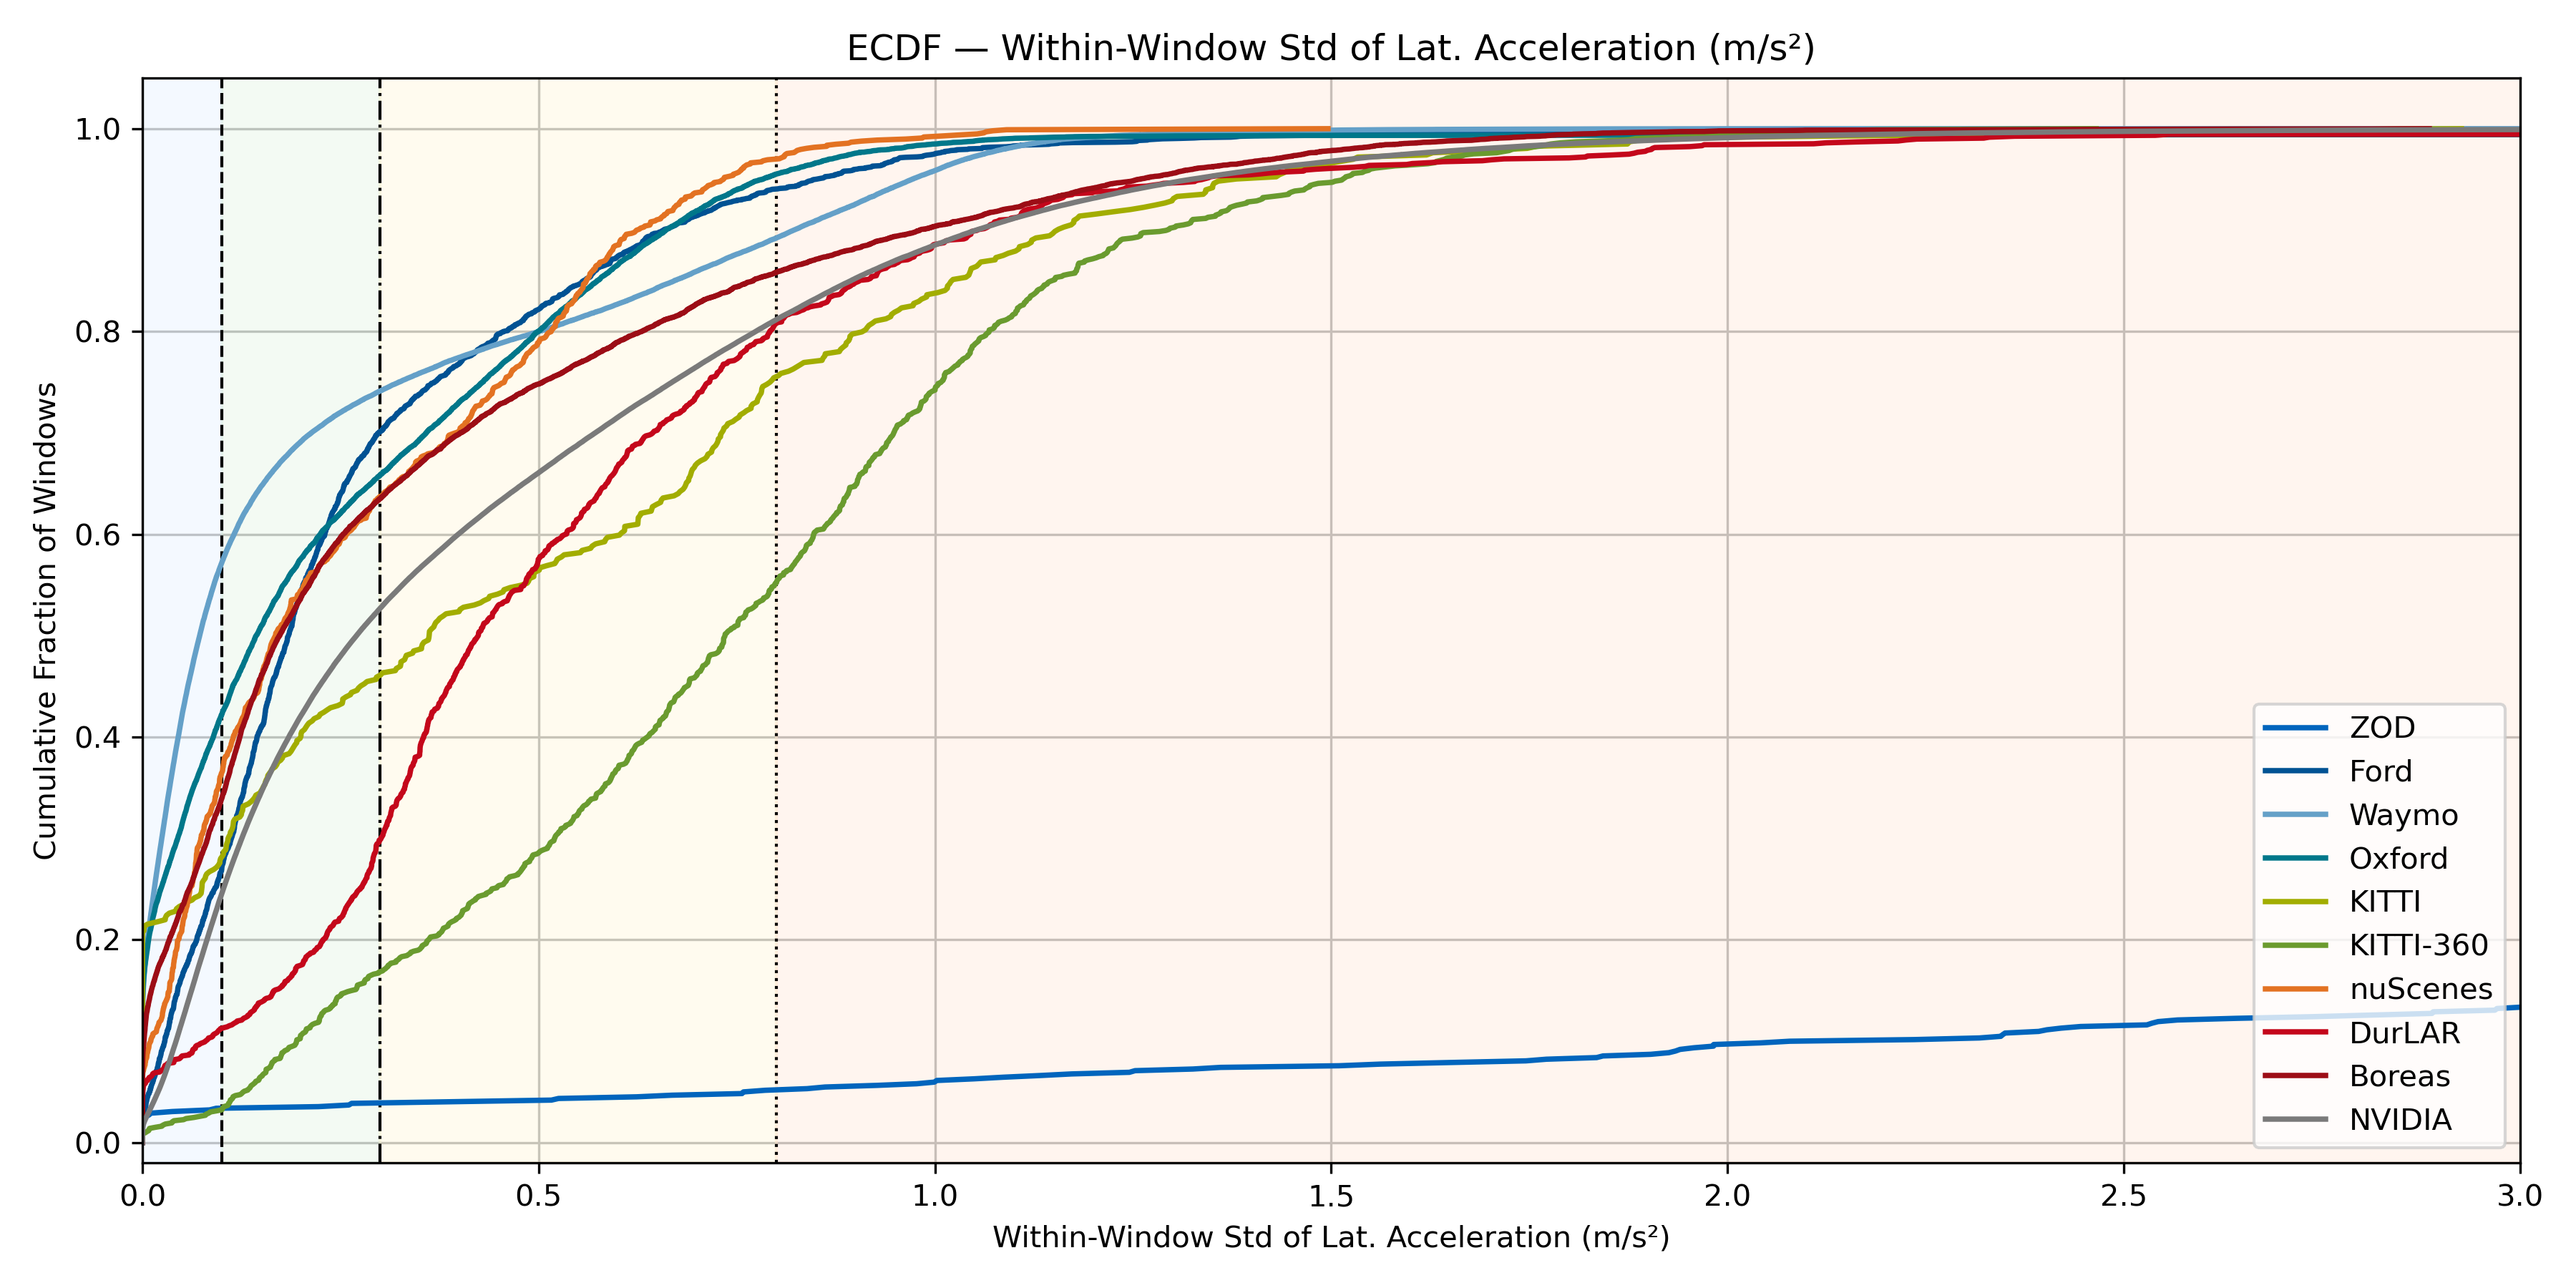 ECDF — Within-Window Std of Lat. Acceleration (m/s²)
Cumulative Fraction of Windows
1.0
0.8
0.6
0.4
0.2
0.0
0.0 0.5 1.0 1.5 2.0 2.5 3.0
Within-Window Std of Lat. Acceleration (m/s²)
ZOD
Ford
Waymo
Oxford
KITTI
KITTI-360
nuScenes
DurLAR
Boreas
NVIDIA